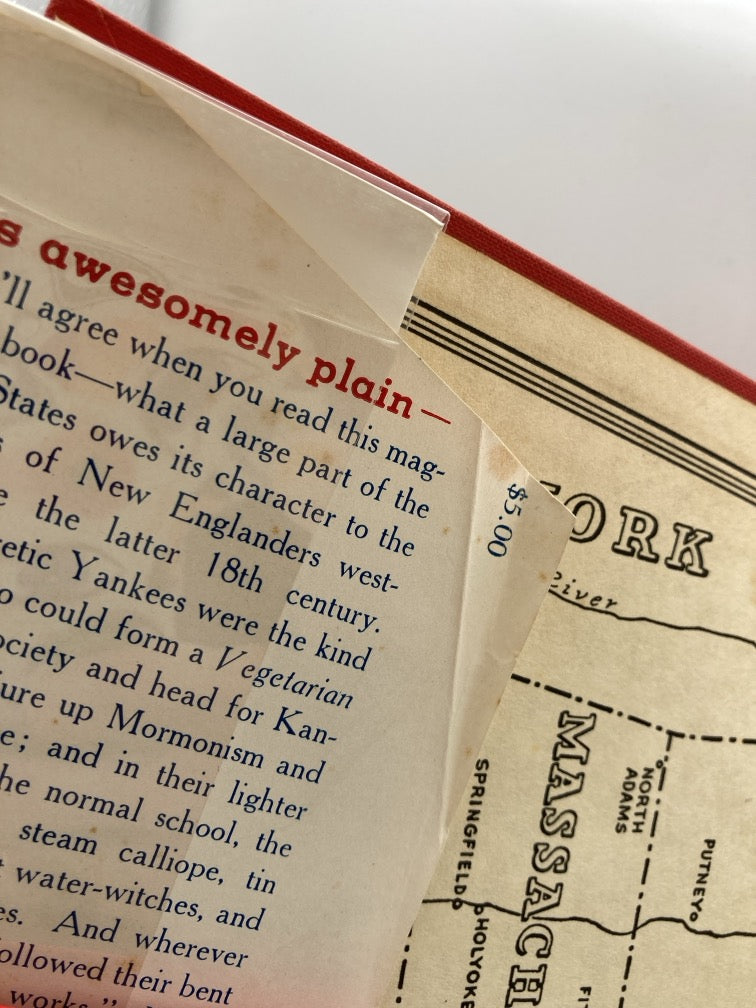 s awesomely plain—
'll agree when you read this mag-
book—what a large part of the
States owes its character to the
of New Englanders west-
the latter 18th century.
etic Yankees were the kind
o could form a Vegetarian
ociety and head for Kan-
ure up Mormonism and
e; and in their lighter
he normal school, the
steam calliope, tin
water-witches, and
es. And wherever
ollowed their bent
works."
$5.00
ORK
River
MASSACH
NORTH
ADAMS
PUTNEY
SPRINGFIELD
HOLYOKE
FI